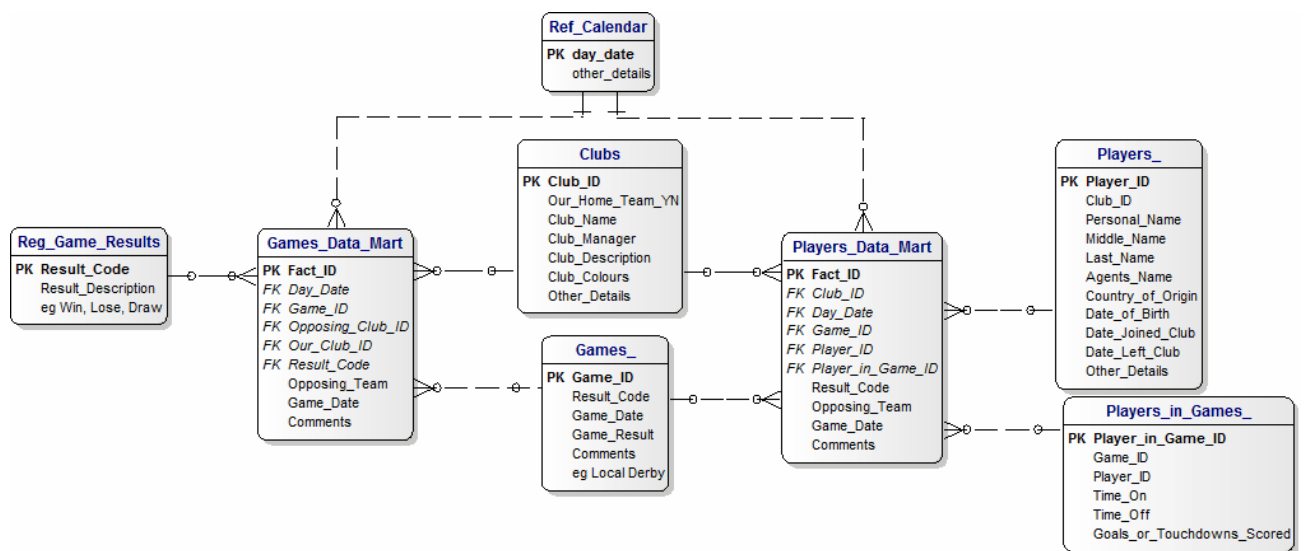 Ref_Calendar
PK day_date
other_details
Clubs
PK Club_ID
Our_Home_Team_YN
Club_Name
Club_Manager
Club_Description
Club_Colours
Other_Details
Players_
PK Player_ID
Club_ID
Personal_Name
Middle_Name
Last_Name
Agents_Name
Country_of_Origin
Date_of_Birth
Date_Joined_Club
Date_Left_Club
Other_Details
Reg_Game_Results
PK Result_Code
Result_Description
eg Win, Lose, Draw
Games_Data_Mart
PK Fact_ID
FK Day_Date
FK Game_ID
FK Opposing_Club_ID
FK Our_Club_ID
FK Result_Code
Opposing_Team
Game_Date
Comments
Players_Data_Mart
PK Fact_ID
FK Club_ID
FK Day_Date
FK Game_ID
FK Player_ID
FK Player_in_Game_ID
Result_Code
Opposing_Team
Game_Date
Comments
Games_
PK Game_ID
Result_Code
Game_Date
Game_Result
Comments
eg Local Derby
Players_in_Games_
PK Player_in_Game_ID
Game_ID
Player_ID
Time_On
Time_Off
Goals_or_Touchdowns_Scored